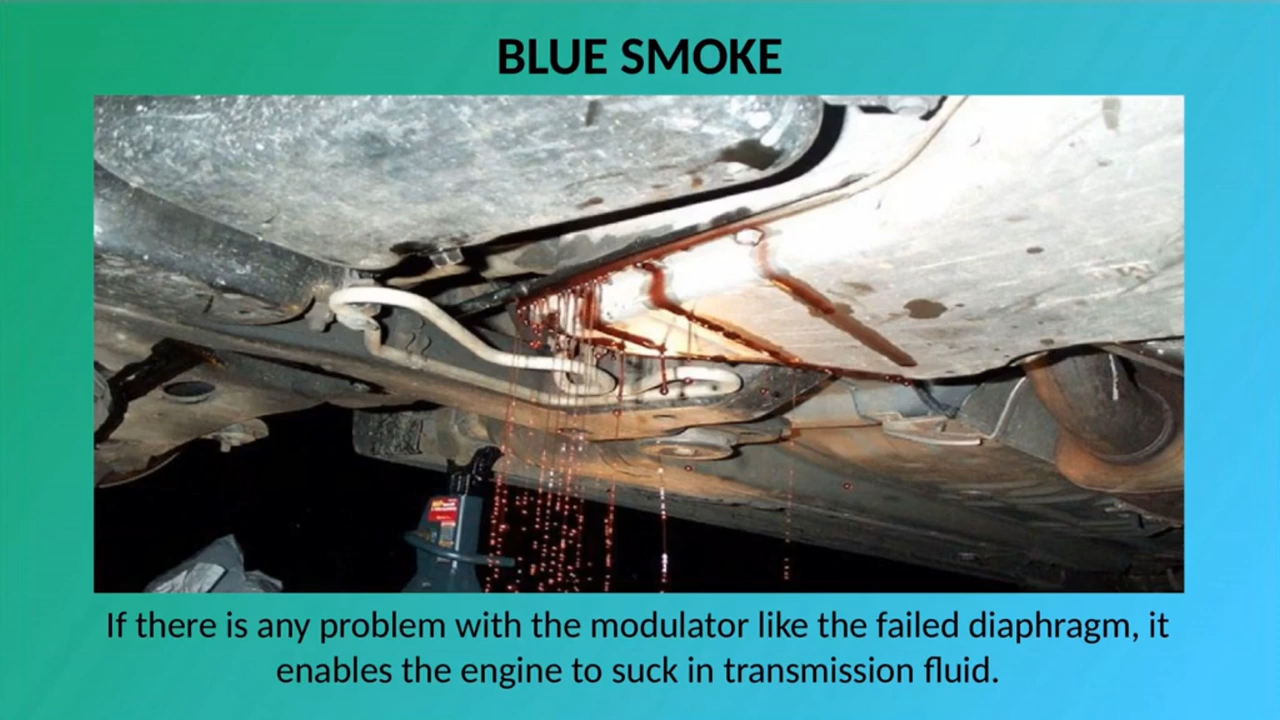 BLUE SMOKE
If there is any problem with the modulator like the failed diaphragm, it
enables the engine to suck in transmission fluid.